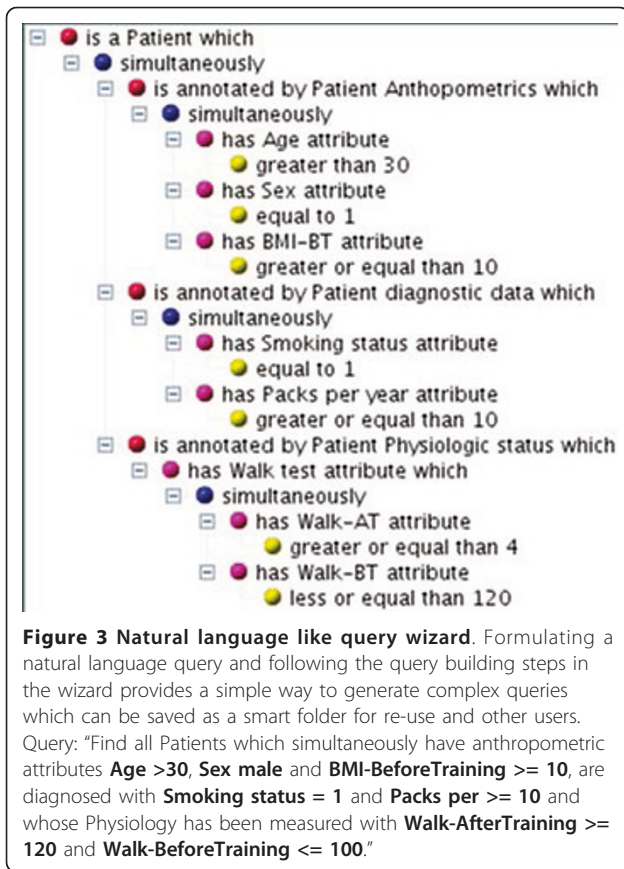 is a Patient which
simultaneously
is annotated by Patient Anthopometrics which
simultaneously
has Age attribute
greater than 30
has Sex attribute
equal to 1
has BMI-BT attribute
greater or equal than 10
is annotated by Patient diagnostic data which
simultaneously
has Smoking status attribute
equal to 1
has Packs per year attribute
greater or equal than 10
is annotated by Patient Physiologic status which
has Walk test attribute which
simultaneously
has Walk-AT attribute
greater or equal than 4
has Walk-BT attribute
less or equal than 120
Figure 3 Natural language like query wizard. Formulating a
natural language query and following the query building steps in
the wizard provides a simple way to generate complex queries
which can be saved as a smart folder for re-use and other users.
Query: "Find all Patients which simultaneously have anthropometric
attributes Age >30, Sex male and BMI-BeforeTraining >= 10, are
diagnosed with Smoking status = 1 and Packs per >= 10 and
whose Physiology has been measured with Walk-AfterTraining >=
120 and Walk-BeforeTraining <= 100."